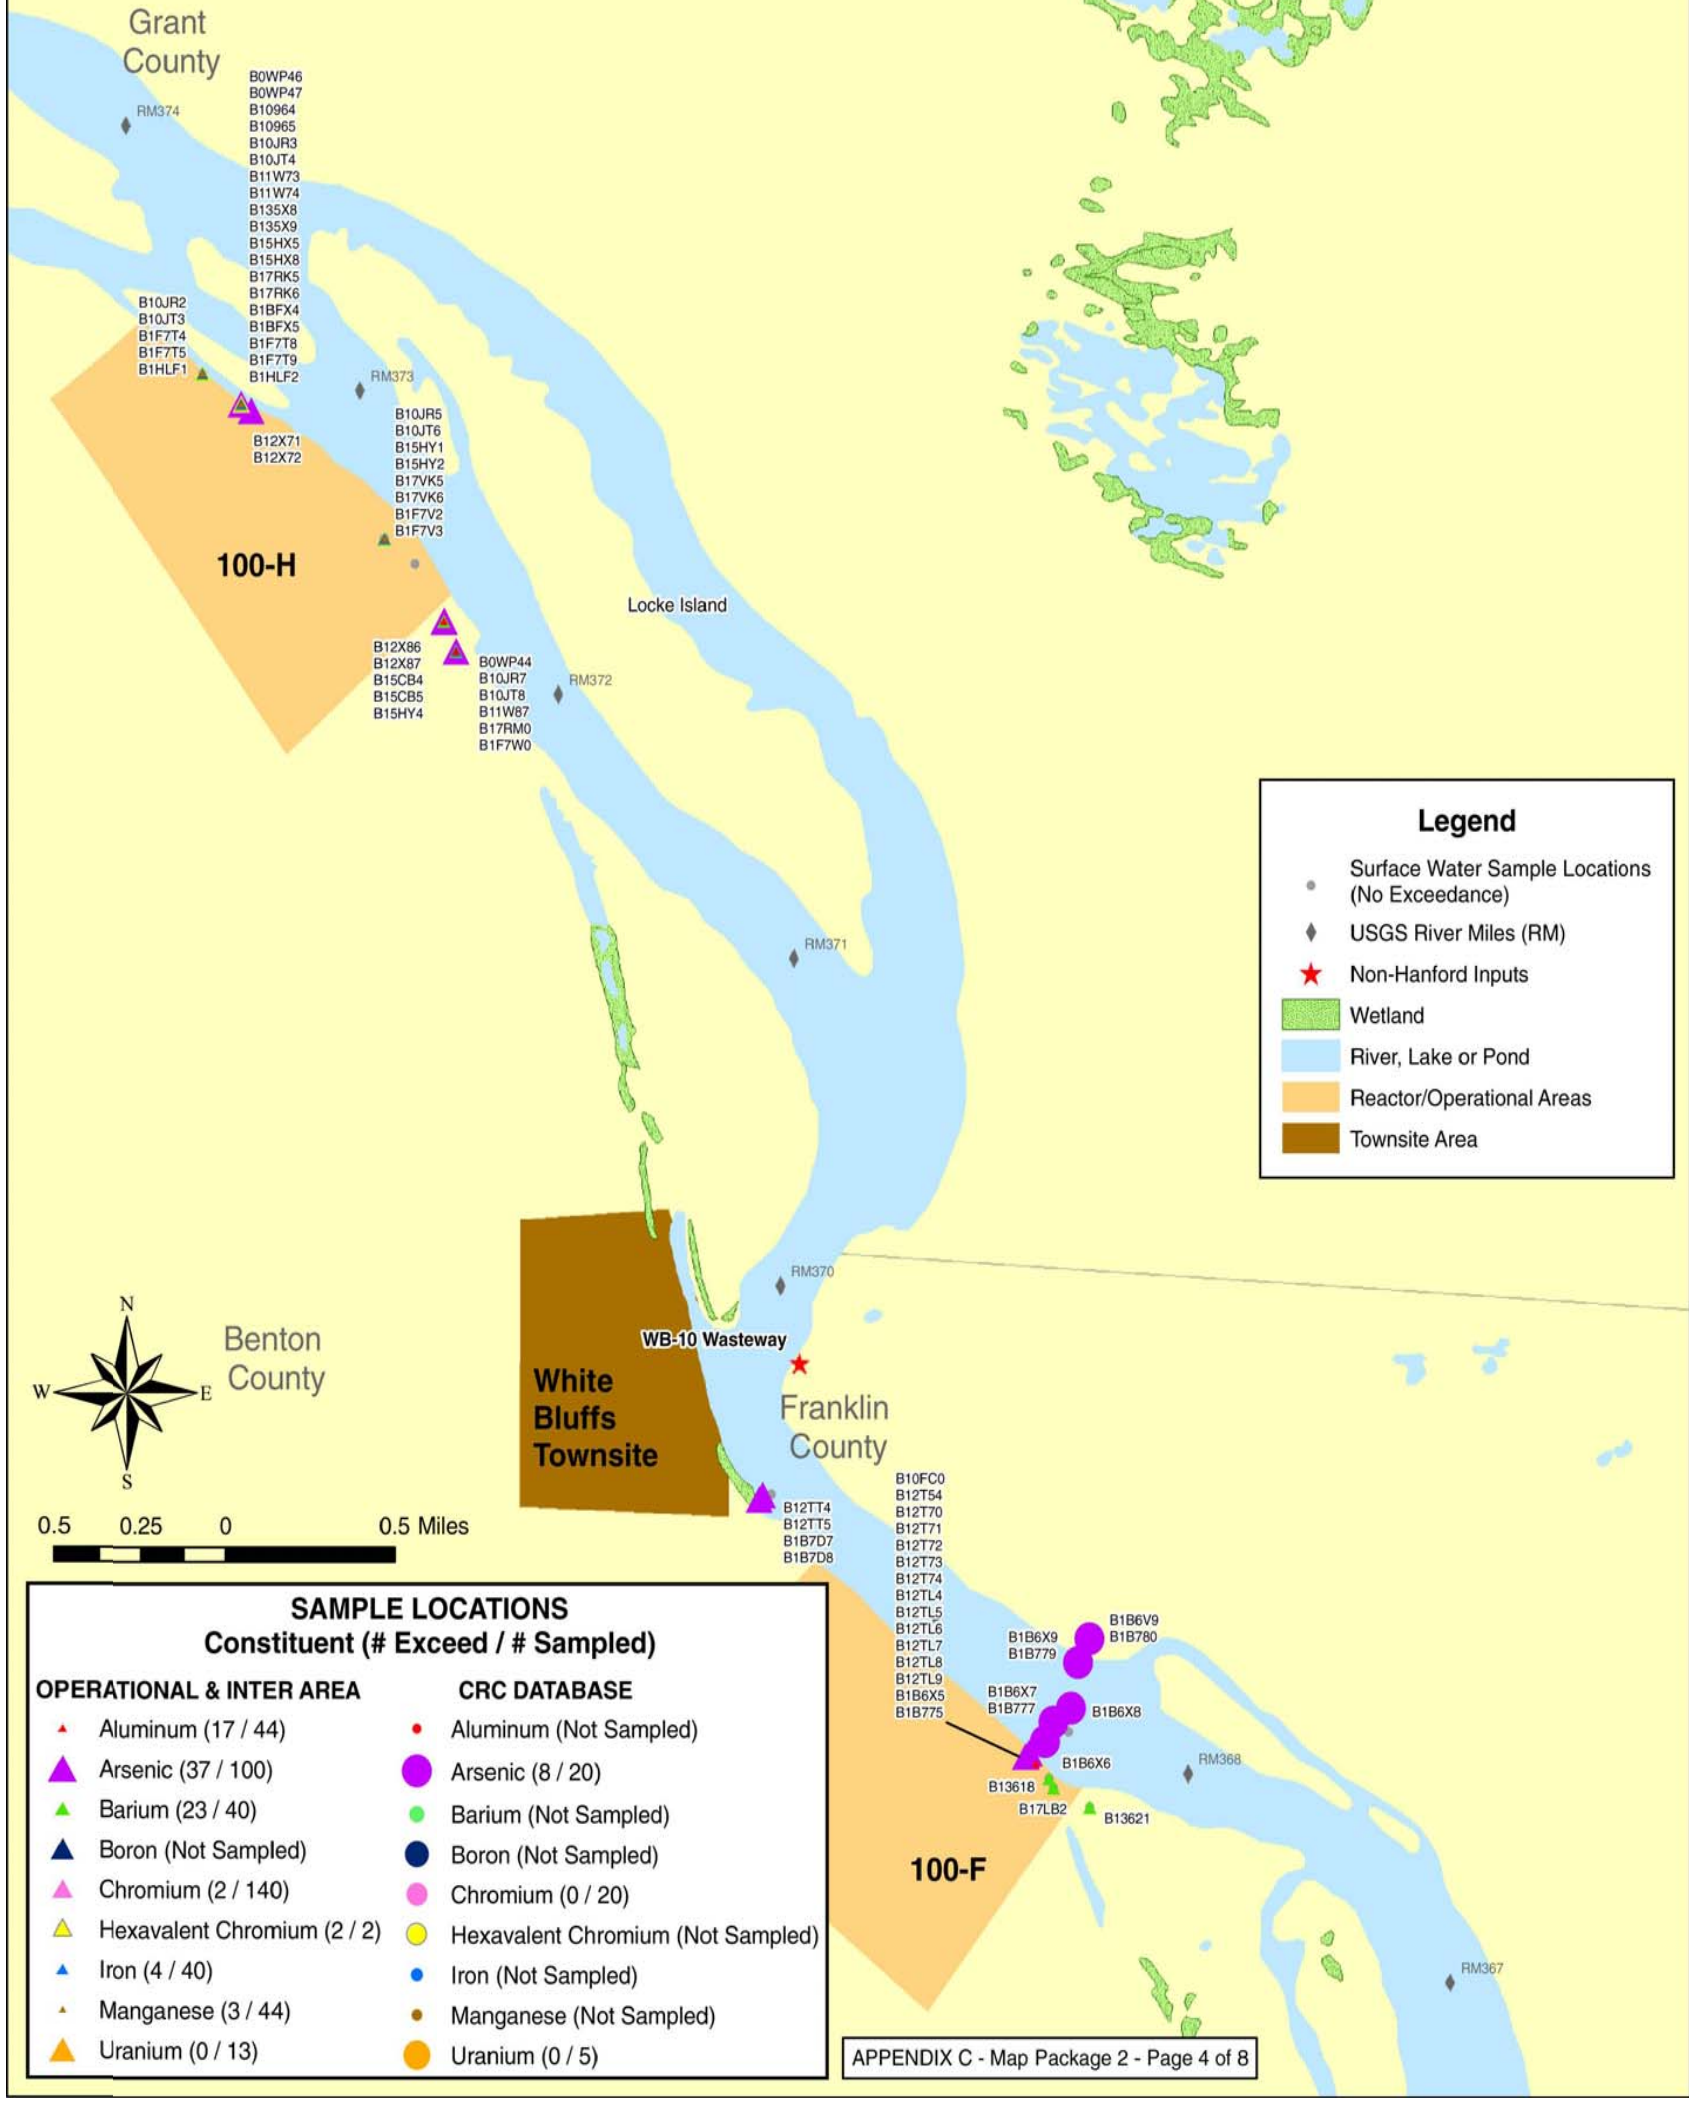 Grant
County
RM374
B0WP46
B0WP47
B10964
B10965
B10JR3
B10JT4
B11W73
B11W74
B135X8
B135X9
B15HX5
B15HX8
B17RK5
B17RK6
B1BFX4
B1BFX5
B1F7T8
B1F7T9
B1HLF2
B10JR2
B10JT3
B1F7T4
B1F7T5
B1HLF1
RM373
B12X71
B12X72
B10JR5
B10JT6
B15HY1
B15HY2
B17VK5
B17VK6
B1F7V2
B1F7V3
100-H
Locke Island
B12X86
B12X87
B15CB4
B15CB5
B15HY4
B0WP44
B10JR7
B10JT8
B11W87
B17RM0
B1F7W0
RM372
RM371
Legend
Surface Water Sample Locations
(No Exceedance)
USGS River Miles (RM)
Non-Hanford Inputs
Wetland
River, Lake or Pond
Reactor/Operational Areas
Townsite Area
RM370
WB-10 Wasteway
White
Bluffs
Townsite
Franklin
County
Benton
County
N
W
E
S
0.5 0.25 0 0.5 Miles
B12TT4
B12TT5
B1B7D7
B1B7D8
B10FC0
B12T54
B12T70
B12T71
B12T72
B12T73
B12T74
B12TL4
B12TL5
B12TL6
B12TL7
B12TL8
B12TL9
B1B6X5
B1B775
B1B6V9
B1B780
B1B6X9
B1B779
B1B6X7
B1B777
B1B6X8
B1B6X6
B13618
B17LB2
B13621
RM368
100-F
RM367
SAMPLE LOCATIONS
Constituent (# Exceed / # Sampled)
OPERATIONAL & INTER AREA
Aluminum (17 / 44)
Arsenic (37 / 100)
Barium (23 / 40)
Boron (Not Sampled)
Chromium (2 / 140)
Hexavalent Chromium (2 / 2)
Iron (4 / 40)
Manganese (3 / 44)
Uranium (0 / 13)
CRC DATABASE
Aluminum (Not Sampled)
Arsenic (8 / 20)
Barium (Not Sampled)
Boron (Not Sampled)
Chromium (0 / 20)
Hexavalent Chromium (Not Sampled)
Iron (Not Sampled)
Manganese (Not Sampled)
Uranium (0 / 5)
APPENDIX C - Map Package 2 - Page 4 of 8